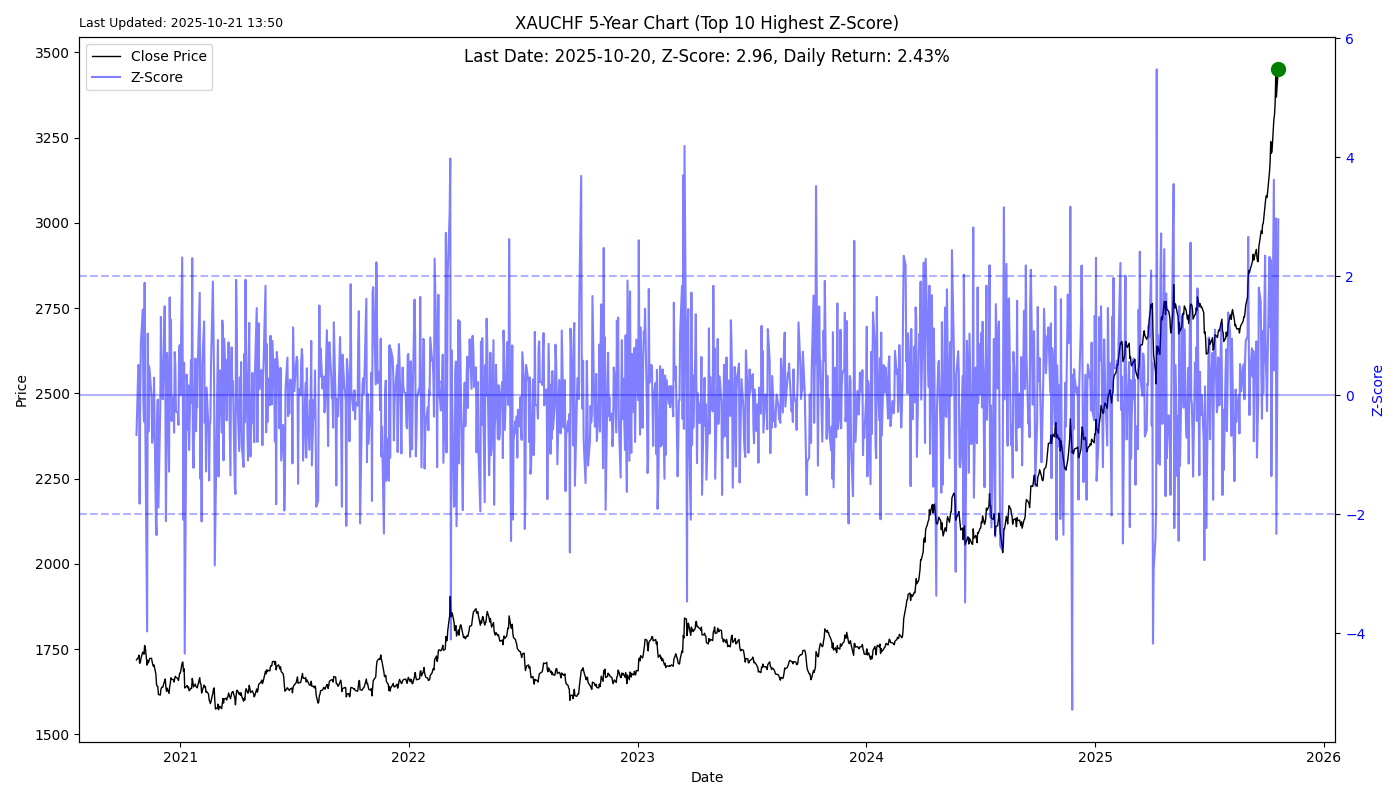 Last Updated: 2025-10-21 13:50
XAUCHF 5-Year Chart (Top 10 Highest Z-Score)
Last Date: 2025-10-20, Z-Score: 2.96, Daily Return: 2.43%
Close Price
Z-Score
Price
3500
3250
3000
2750
2500
2250
2000
1750
1500
6
4
2
0
−2
−4
Z-Score
2021
2022
2023
2024
2025
2026
Date